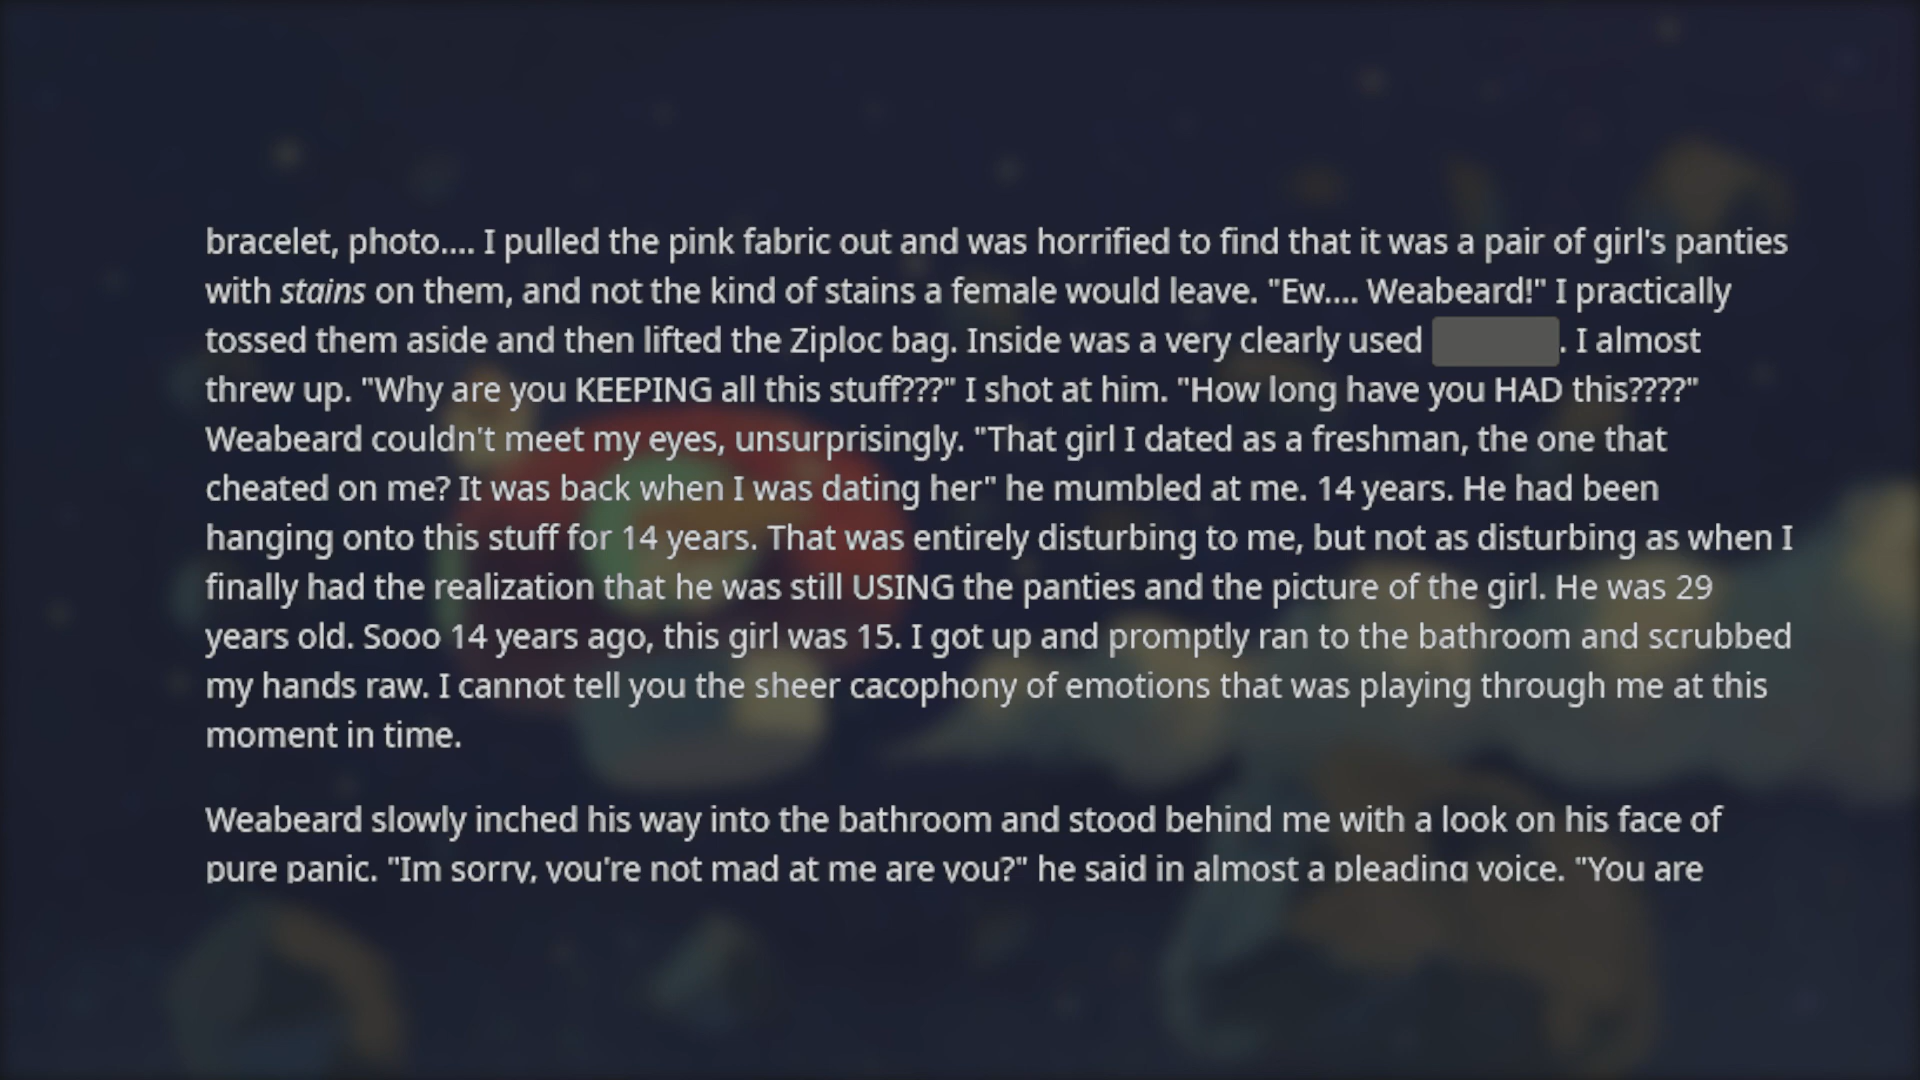 bracelet, photo.... I pulled the pink fabric out and was horrified to find that it was a pair of girl's panties
with stains on them, and not the kind of stains a female would leave. "Ew.... Weabeard!" I practically
tossed them aside and then lifted the Ziploc bag. Inside was a very clearly used . I almost
threw up. "Why are you KEEPING all this stuff???" I shot at him. "How long have you HAD this????"
Weabeard couldn't meet my eyes, unsurprisingly. "That girl I dated as a freshman, the one that
cheated on me? It was back when I was dating her" he mumbled at me. 14 years. He had been
hanging onto this stuff for 14 years. That was entirely disturbing to me, but not as disturbing as when I
finally had the realization that he was still USING the panties and the picture of the girl. He was 29
years old. Sooo 14 years ago, this girl was 15. I got up and promptly ran to the bathroom and scrubbed
my hands raw. I cannot tell you the sheer cacophony of emotions that was playing through me at this
moment in time.
Weabeard slowly inched his way into the bathroom and stood behind me with a look on his face of
pure panic. "Im sorry, you're not mad at me are you?" he said in almost a pleading voice. "You are